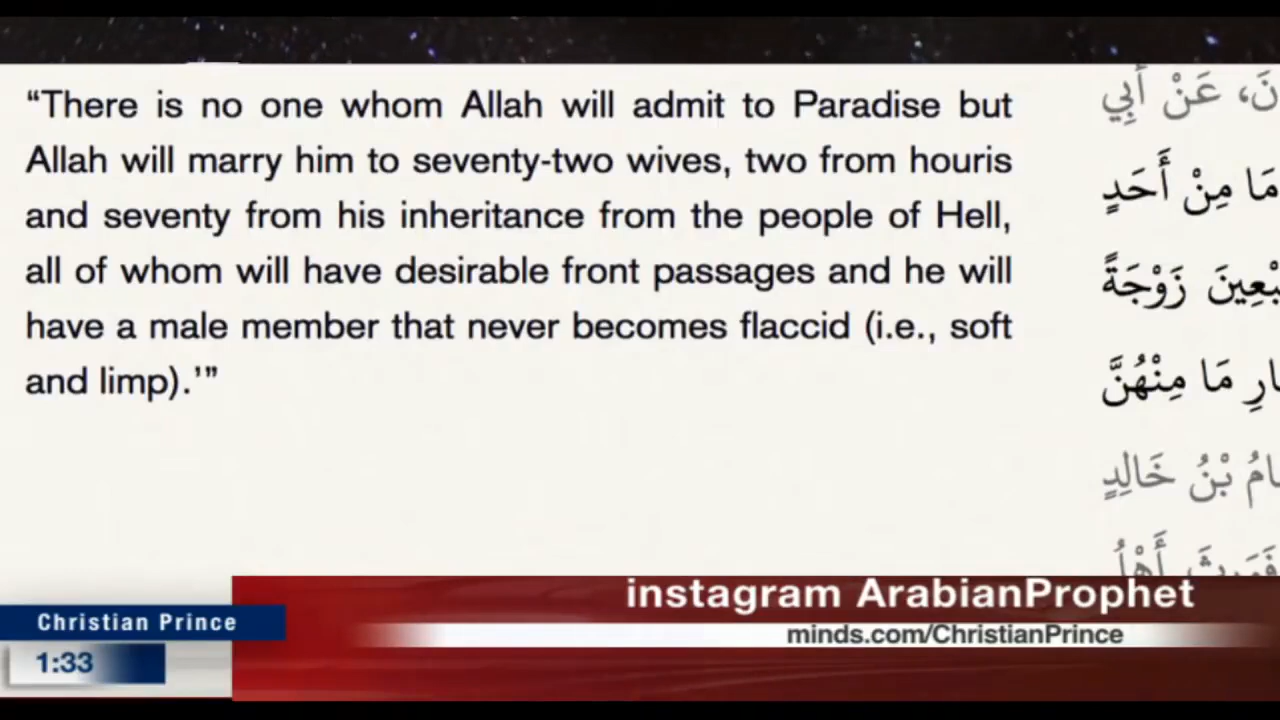 “There is no one whom Allah will admit to Paradise but
Allah will marry him to seventy-two wives, two from houris
and seventy from his inheritance from the people of Hell,
all of whom will have desirable front passages and he will
have a male member that never becomes flaccid (i.e., soft
and limp).’”
نَ، عَنْ أَبِي
مَا مِنْ أَحَدٍ
بْعِينَ زَوْجَةً
ارِ مَا مِنْهُنَّ
امُ بْنُ خَالِدٍ
instagram ArabianProphet
minds.com/ChristianPrince
Christian Prince
1:33